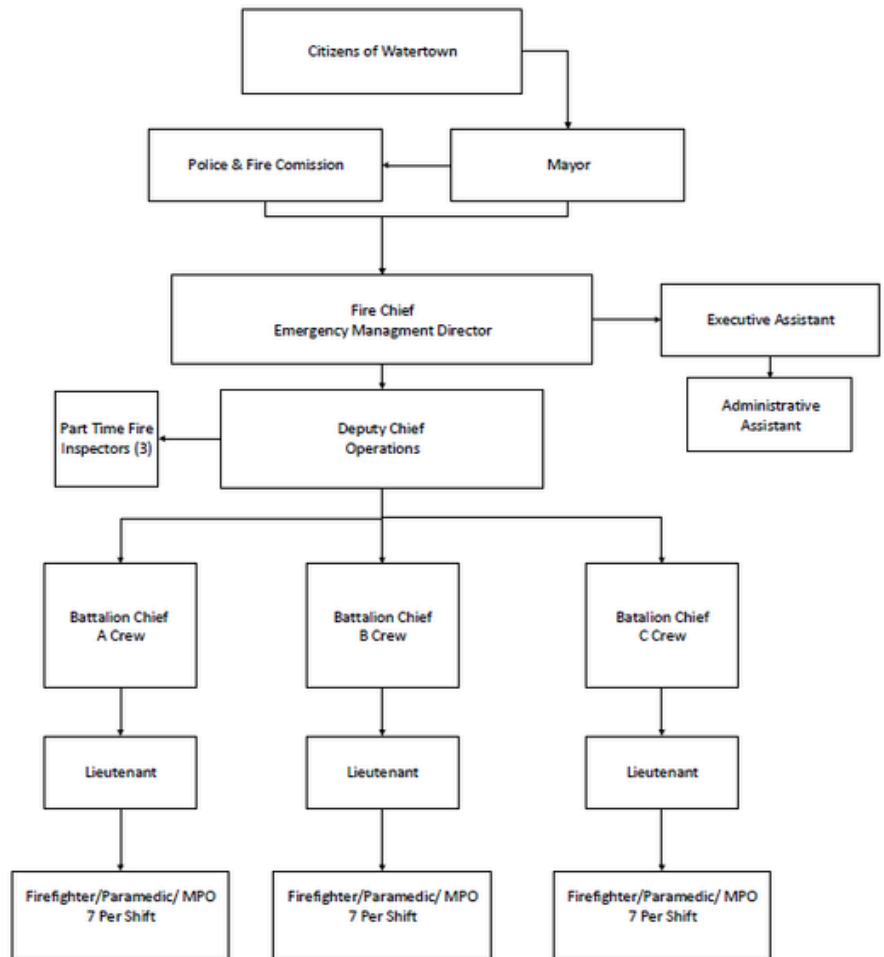 Citizens of Watertown
Police & Fire Comission
Mayor
Fire Chief
Emergency Managment Director
Executive Assistant
Administrative
Assistant
Part Time Fire
Inspectors (3)
Deputy Chief
Operations
Battalion Chief
A Crew
Battalion Chief
B Crew
Batalion Chief
C Crew
Lieutenant
Lieutenant
Lieutenant
Firefighter/Paramedic/ MPO
7 Per Shift
Firefighter/Paramedic/ MPO
7 Per Shift
Firefighter/Paramedic/ MPO
7 Per Shift